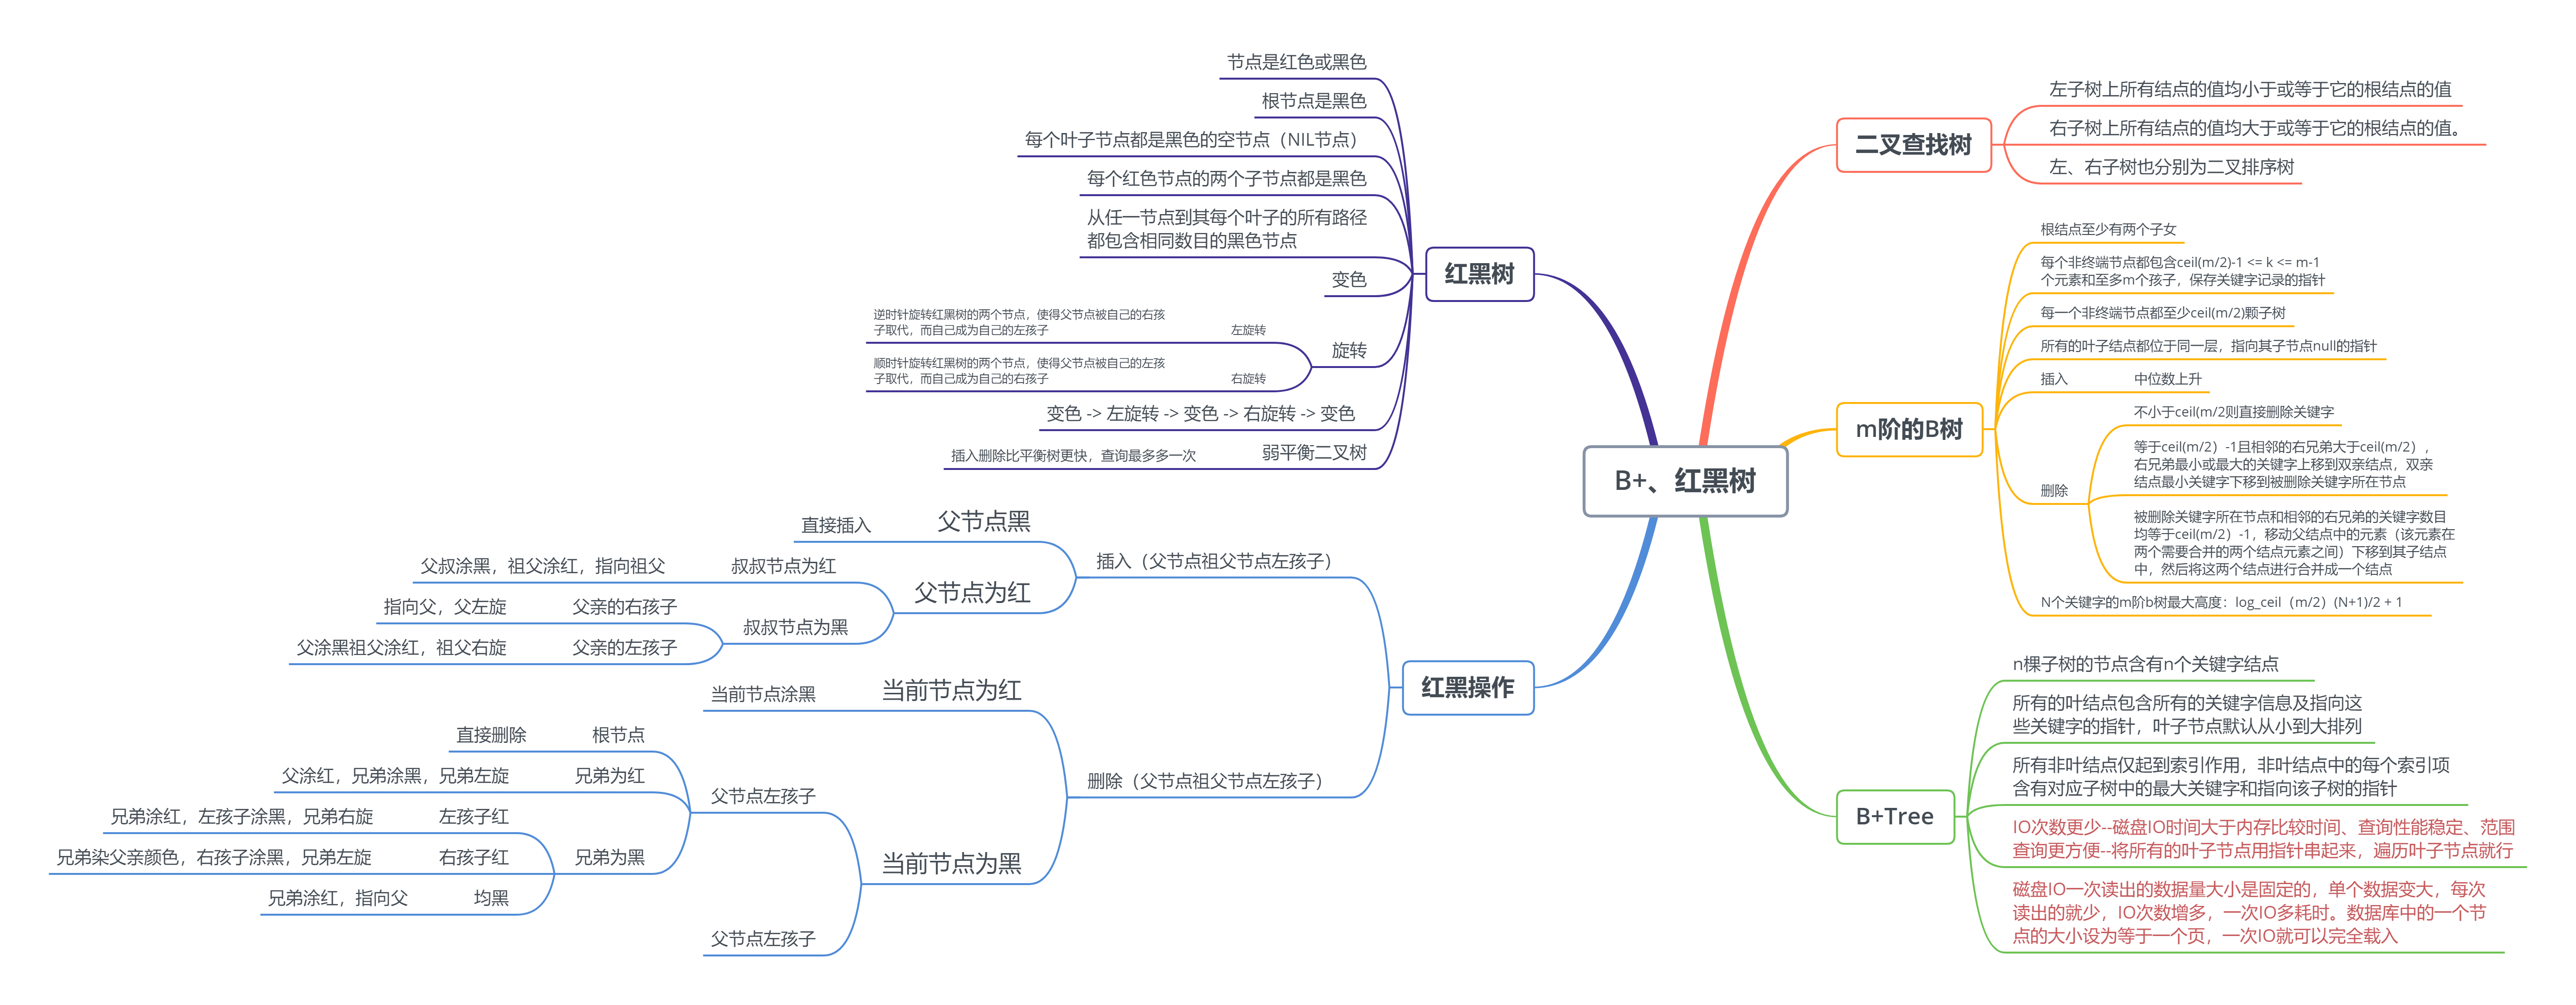 B+、红黑树
二叉查找树
左子树上所有结点的值均小于或等于它的根结点的值
右子树上所有结点的值均大于或等于它的根结点的值。
左、右子树也分别为二叉排序树
m阶的B树
根结点至少有两个子女
每个非终端节点都包含ceil(m/2)-1 <= k <= m-1
个元素和至多m个孩子，保存关键字记录的指针
每一个非终端节点都至少ceil(m/2)颗子树
所有的叶子结点都位于同一层，指向其子节点null的指针
插入
中位数上升
删除
不小于ceil(m/2则直接删除关键字
等于ceil(m/2）-1且相邻的右兄弟大于ceil(m/2），
右兄弟最小或最大的关键字上移到双亲结点，双亲
结点最小关键字下移到被删除关键字所在节点
被删除关键字所在节点和相邻的右兄弟的关键字数目
均等于ceil(m/2）-1，移动父结点中的元素（该元素在
两个需要合并的两个结点元素之间）下移到其子结点
中，然后将这两个结点进行合并成一个结点
N个关键字的m阶b树最大高度：log_ceil（m/2）(N+1)/2 + 1
B+Tree
n棵子树的节点含有n个关键字结点
所有的叶结点包含所有的关键字信息及指向这
些关键字的指针，叶子节点默认从小到大排列
所有非叶结点仅起到索引作用，非叶结点中的每个索引项
含有对应子树中的最大关键字和指向该子树的指针
IO次数更少--磁盘IO时间大于内存比较时间、查询性能稳定、范围
查询更方便--将所有的叶子节点用指针串起来，遍历叶子节点就行
磁盘IO一次读出的数据量大小是固定的，单个数据变大，每次
读出的就少，IO次数增多，一次IO多耗时。数据库中的一个节
点的大小设为等于一个页，一次IO就可以完全载入
红黑树
节点是红色或黑色
根节点是黑色
每个叶子节点都是黑色的空节点（NIL节点）
每个红色节点的两个子节点都是黑色
从任一节点到其每个叶子的所有路径
都包含相同数目的黑色节点
变色
旋转
左旋转
逆时针旋转红黑树的两个节点，使得父节点被自己的右孩
子取代，而自己成为自己的左孩子
右旋转
顺时针旋转红黑树的两个节点，使得父节点被自己的左孩
子取代，而自己成为自己的右孩子
变色 -> 左旋转 -> 变色 -> 右旋转 -> 变色
弱平衡二叉树
插入删除比平衡树更快，查询最多多一次
红黑操作
插入（父节点祖父节点左孩子）
父节点黑
直接插入
父节点为红
叔叔节点为红
父叔涂黑，祖父涂红，指向祖父
叔叔节点为黑
父亲的右孩子
指向父，父左旋
父亲的左孩子
父涂黑祖父涂红，祖父右旋
删除（父节点祖父节点左孩子）
当前节点为红
当前节点涂黑
当前节点为黑
父节点左孩子
根节点
直接删除
兄弟为红
父涂红，兄弟涂黑，兄弟左旋
兄弟为黑
左孩子红
兄弟涂红，左孩子涂黑，兄弟右旋
右孩子红
兄弟染父亲颜色，右孩子涂黑，兄弟左旋
均黑
兄弟涂红，指向父
父节点左孩子